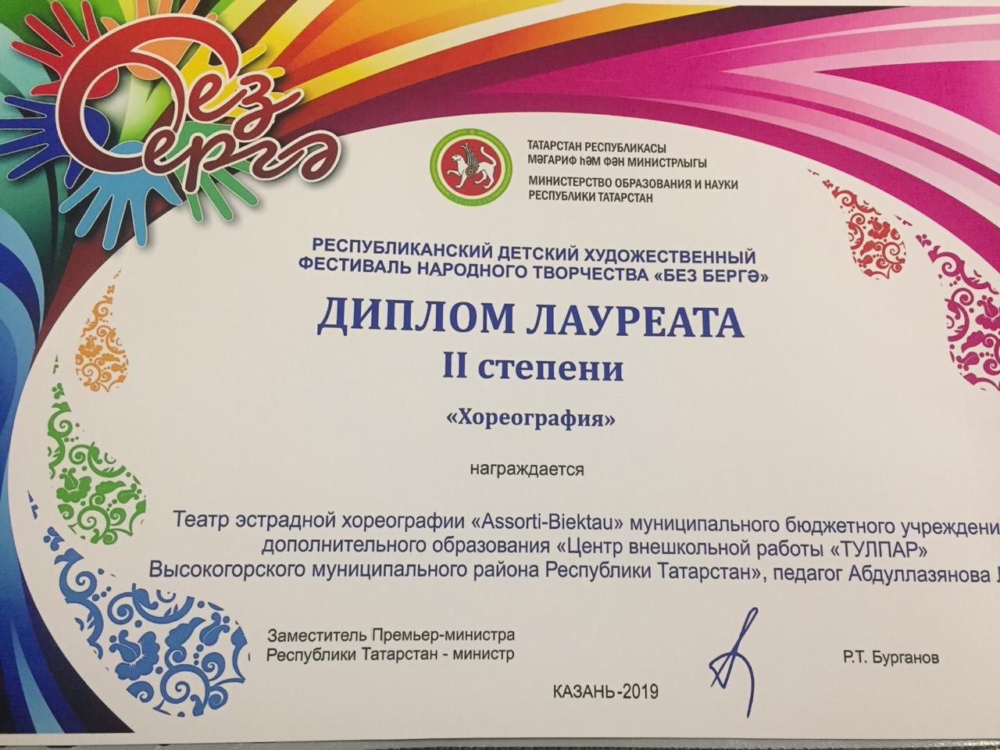 Без
Бергә
ТАТАРСТАН РЕСПУБЛИКАСЫ
МӘГАРИФ ҺӘМ ФӘН МИНИСТРЛЫГЫ
МИНИСТЕРСТВО ОБРАЗОВАНИЯ И НАУКИ
РЕСПУБЛИКИ ТАТАРСТАН
ТАТАРСТАН
РЕСПУБЛИКАНСКИЙ ДЕТСКИЙ ХУДОЖЕСТВЕННЫЙ
ФЕСТИВАЛЬ НАРОДНОГО ТВОРЧЕСТВА «БЕЗ БЕРГӘ»
ДИПЛОМ ЛАУРЕАТА
II степени
«Хореография»
награждается
Театр эстрадной хореографии «Assorti-Biektau» муниципального бюджетного учреждени
дополнительного образования «Центр внешкольной работы «ТУЛПАР»
Высокогорского муниципального района Республики Татарстан», педагог Абдуллазянова
Заместитель Премьер-министра
Республики Татарстан - министр
Р.Т. Бурганов
КАЗАНЬ-2019